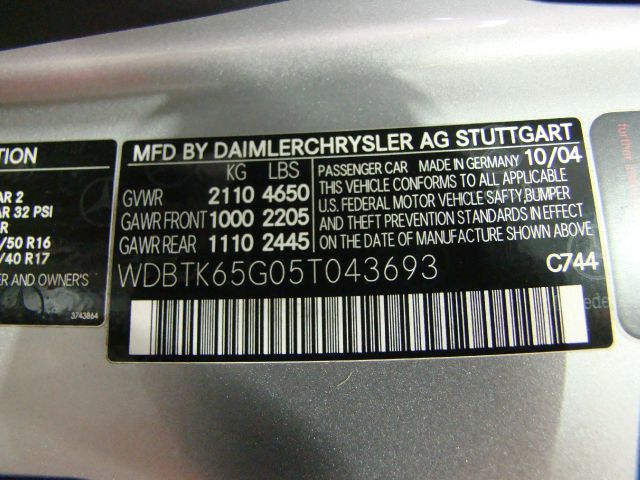 TION
AR 2
AR 32 PSI
R
/50 R16
/40 R17
ER AND OWNER'S
3743864
MFD BY DAIMLERCHRYSLER AG STUTTGART
KG LBS
GVWR 2110 4650
GAWR FRONT 1000 2205
GAWR REAR 1110 2445
PASSENGER CAR MADE IN GERMANY 10/04
THIS VEHICLE CONFORMS TO ALL APPLICABLE
U.S. FEDERAL MOTOR VEHICLE SAFTY,BUMPER
AND THEFT PREVENTION STANDARDS IN EFFECT
ON DATE OF MANUFACTURE SHOWN ABOVE
WDBTK65G05T043693 C744